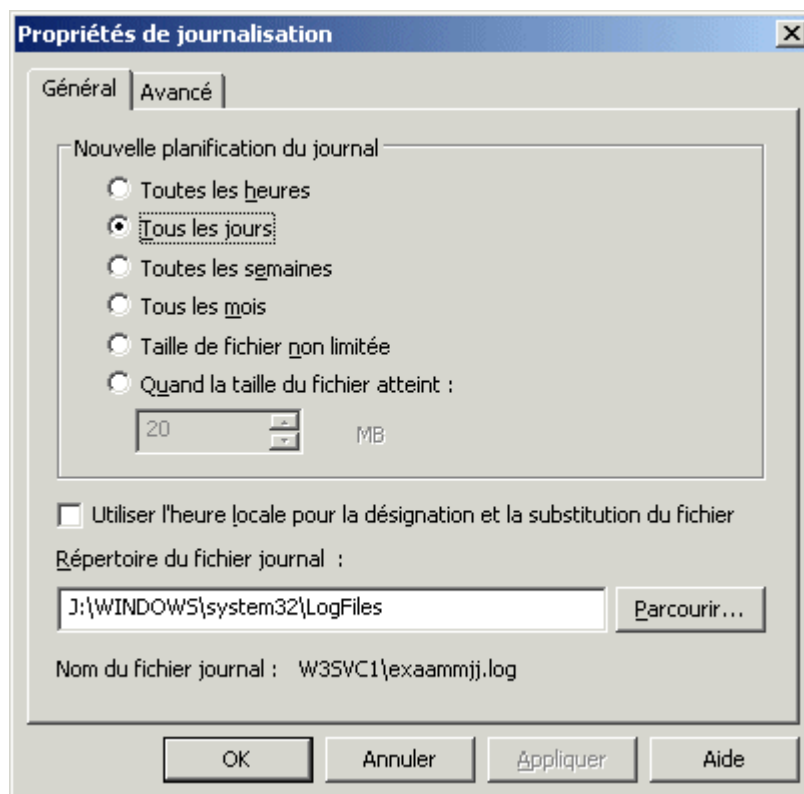 Propriétés de journalisation
Général
Avancé
Nouvelle planification du journal
Toutes les heures
Tous les jours
Toutes les semaines
Tous les mois
Taille de fichier non limitée
Quand la taille du fichier atteint :
20 MB
Utiliser l'heure locale pour la désignation et la substitution du fichier
Répertoire du fichier journal :
J:\WINDOWS\system32\LogFiles Parcourir...
Nom du fichier journal : W3SVC1\exaammjj.log
OK Annuler Appliquer Aide